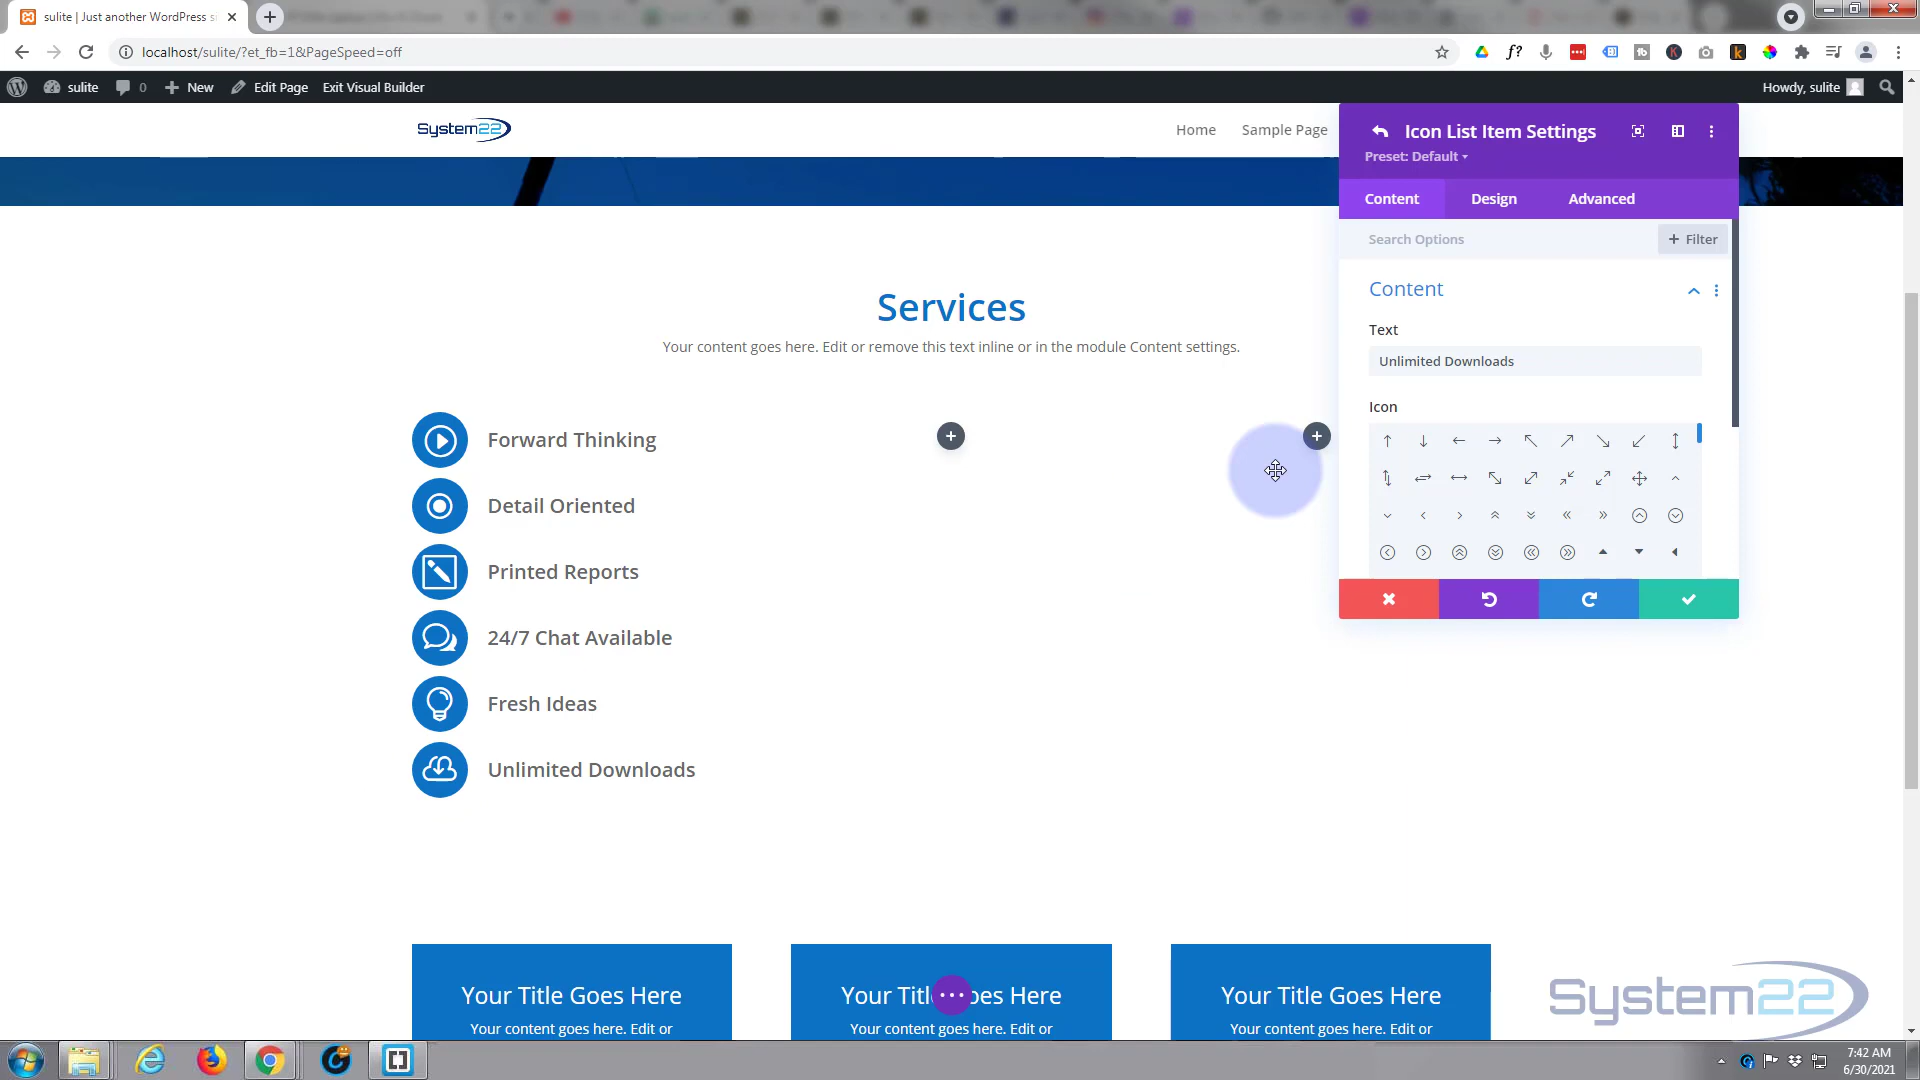 sulite | Just another WordPress si
localhost/sulite/?et_fb=1&PageSpeed=off
sulite 0 New Edit Page Exit Visual Builder Howdy, sulite
System22 Home Sample Page
Icon List Item Settings
Preset: Default
Content Design Advanced
Search Options + Filter
Content
Text
Unlimited Downloads
Icon
Services
Your content goes here. Edit or remove this text inline or in the module Content settings.
Forward Thinking
Detail Oriented
Printed Reports
24/7 Chat Available
Fresh Ideas
Unlimited Downloads
Your Title Goes Here Your Titl oes Here Your Title Goes Here
Your content goes here. Edit or Your content goes here. Edit or Your content goes here. Edit or
System22
7:42 AM
6/30/2021